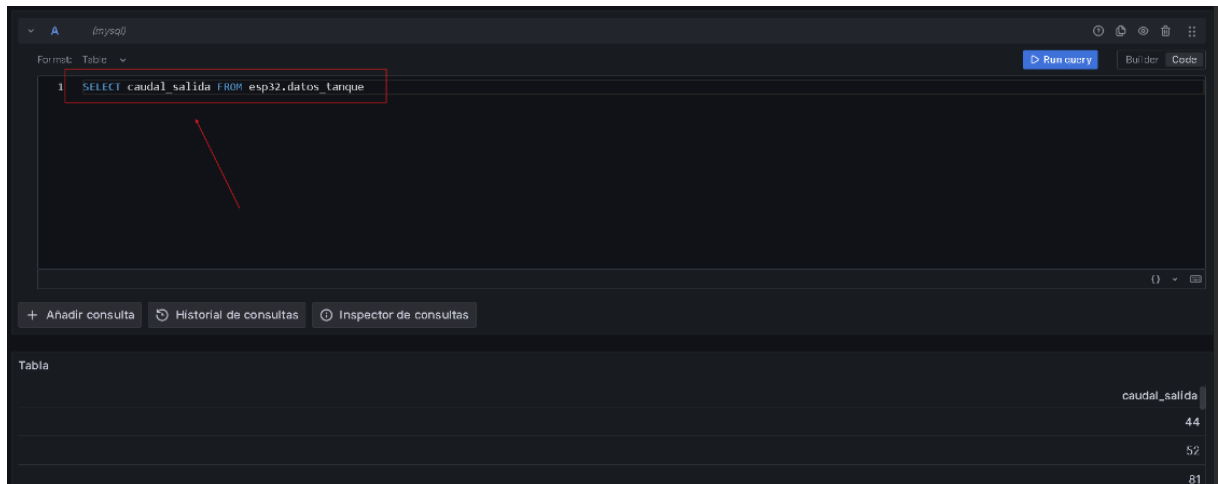 A (mysql)
Format: Table Run query Builder Code
1 SELECT caudal_salida FROM esp32.datos_tanque
{}
+ Añadir consulta Historial de consultas Inspector de consultas
Tabla
caudal_salida
44
52
81